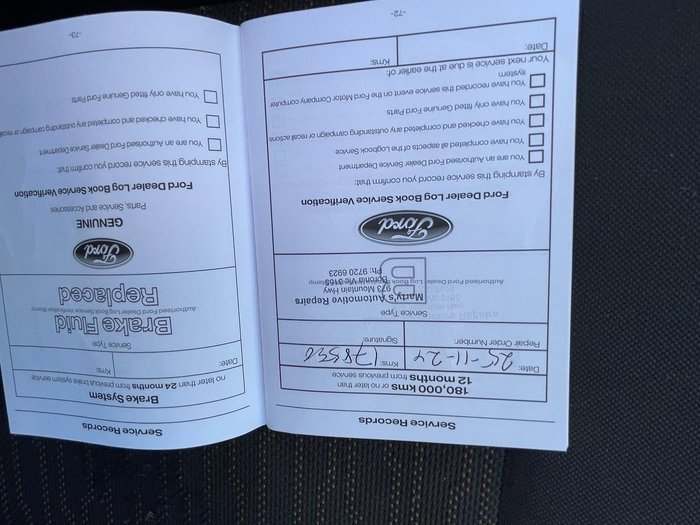 Service Records
180,000 kms or no later than
12 months from previous service
Date: 25-11-24
Kms: 178550
Repair Order Number:
Signature:
Service Type
B
Marty's Automotive Repairs
973 Mountain Hwy
Boronia Vic 3155
Ph: 9720 6923
Authorised Ford Dealer Log Book Service Verification Stamp
Ford
Ford Dealer Log Book Service Verification
By stamping this service record you confirm that:
You are an Authorised Ford Service Department
You have completed all aspects of the Logbook Service
You have checked and completed any outstanding campaign or recall actions
You have only fitted Genuine Ford Parts
You have recorded this service event on the Ford Motor Company computer
system
Your next service is due at the earlier of:
Date:
Kms:
-72-
Service Records
Brake System
no later than 24 months from previous brake system service
Date:
Kms:
Service Type
Brake Fluid
Replaced
Authorised Ford Dealer Log Book Service Verification Stamp
Ford
GENUINE
Parts, Service and Accessories
Ford Dealer Log Book Service Verification
By stamping this service record you confirm that:
You are an Authorised Ford Service Department
You have checked and completed any outstanding campaign or recall
You have only fitted Genuine Ford Parts
-73-